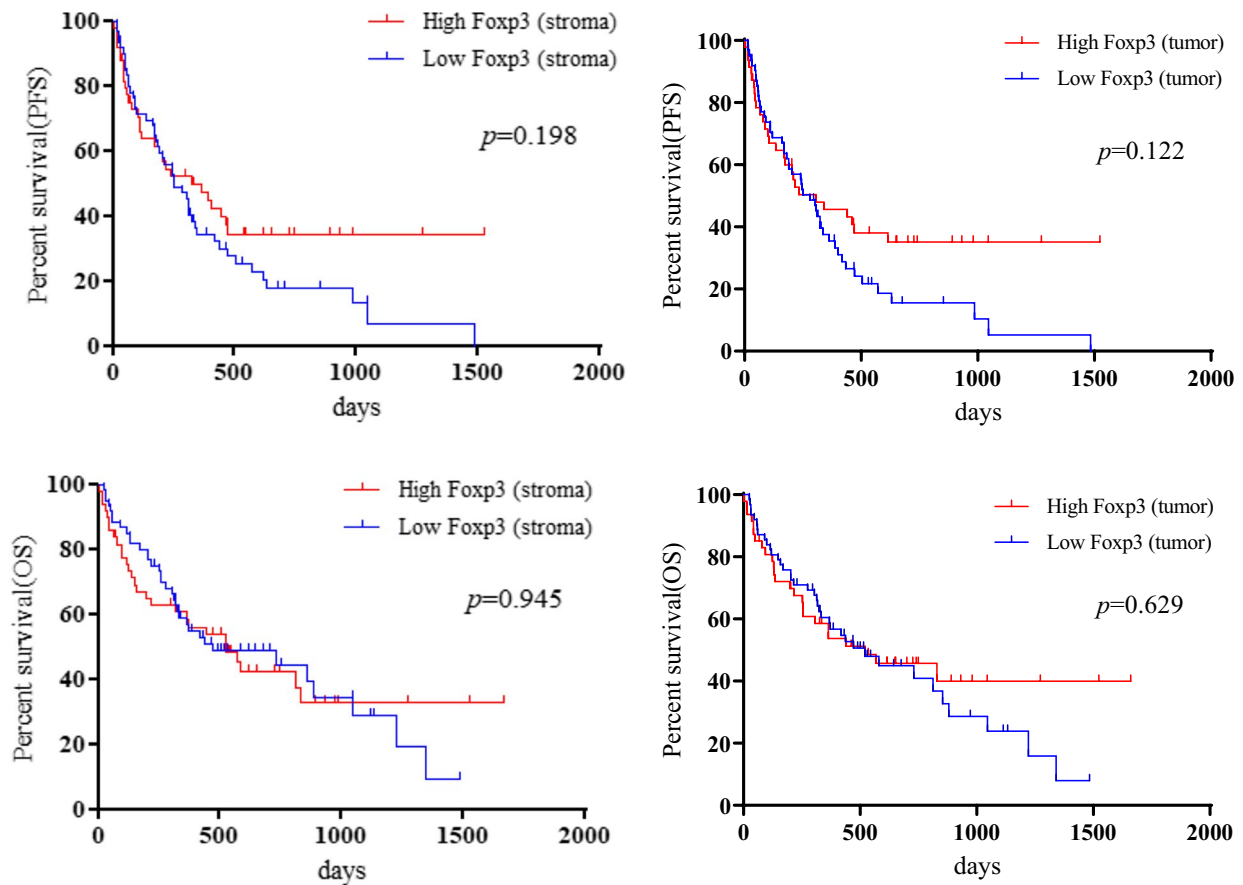 High Foxp3 (stroma)
Low Foxp3 (stroma)
p=0.198
Percent survival(PFS)
100
80
60
40
20
0
0 500 1000 1500 2000
days
High Foxp3 (tumor)
Low Foxp3 (tumor)
p=0.122
Percent survival(PFS)
100
80
60
40
20
0
0 500 1000 1500 2000
days
High Foxp3 (stroma)
Low Foxp3 (stroma)
p=0.945
Percent survival(OS)
100
80
60
40
20
0
0 500 1000 1500 2000
days
High Foxp3 (tumor)
Low Foxp3 (tumor)
p=0.629
Percent survival(OS)
100
80
60
40
20
0
0 500 1000 1500 2000
days